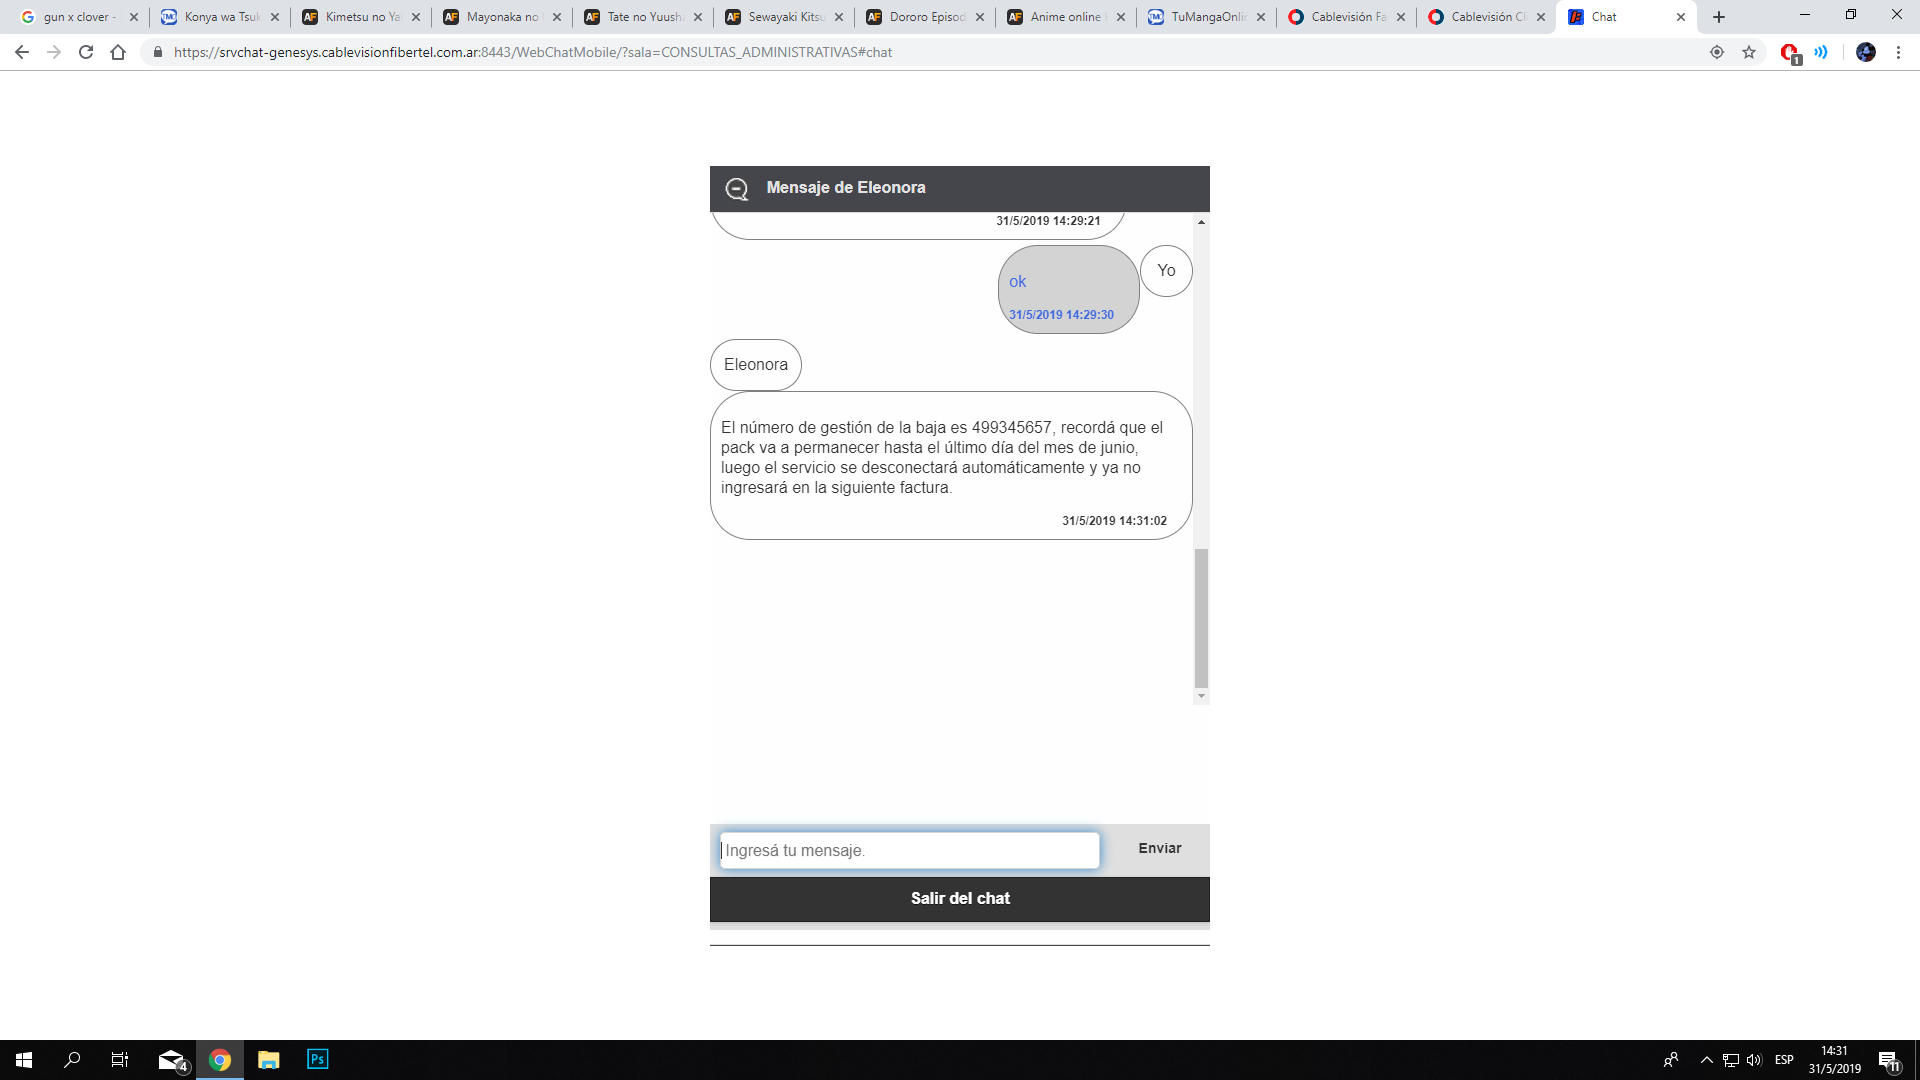 gun x clover -
Konya wa Tsuk
Kimetsu no Ya
Mayonaka no
Tate no Yuush
Sewayaki Kitsu
Dororo Episod
Anime online
TuMangaOnli
Cablevisión Fa
Cablevisión Cl
Chat
https://srvchat-genesys.cablevisionfibertel.com.ar:8443/WebChatMobile/?sala=CONSULTAS_ADMINISTRATIVAS#chat
1
Mensaje de Eleonora
31/5/2019 14:29:21
Yo
ok
31/5/2019 14:29:30
Eleonora
El número de gestión de la baja es 499345657, recordá que el
pack va a permanecer hasta el último día del mes de junio,
luego el servicio se desconectará automáticamente y ya no
ingresará en la siguiente factura.
31/5/2019 14:31:02
Ingresá tu mensaje.
Enviar
Salir del chat
4
Ps
ESP
14:31
31/5/2019
11